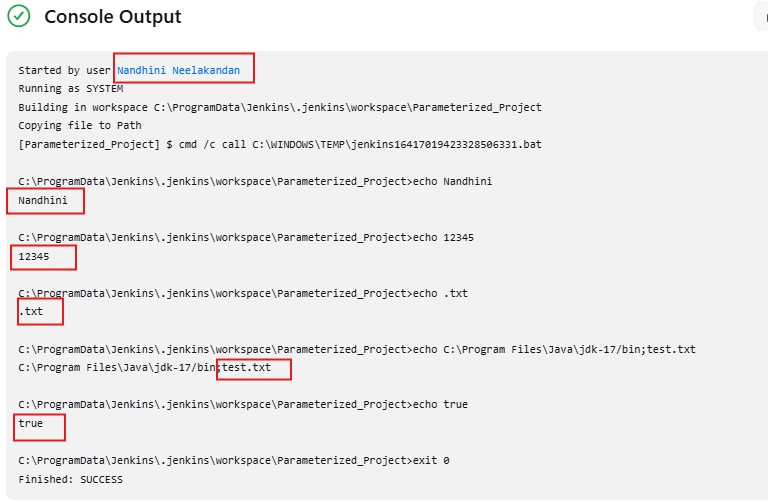 Console Output
Started by user Nandhini Neelakandan
Running as SYSTEM
Building in workspace C:\ProgramData\Jenkins\.jenkins\workspace\Parameterized_Project
Copying file to Path
[Parameterized_Project] $ cmd /c call C:\WINDOWS\TEMP\jenkins16417019423328506331.bat
C:\ProgramData\Jenkins\.jenkins\workspace\Parameterized_Project>echo Nandhini
Nandhini
C:\ProgramData\Jenkins\.jenkins\workspace\Parameterized_Project>echo 12345
12345
C:\ProgramData\Jenkins\.jenkins\workspace\Parameterized_Project>echo .txt
.txt
C:\ProgramData\Jenkins\.jenkins\workspace\Parameterized_Project>echo C:\Program Files\Java\jdk-17/bin;test.txt
C:\Program Files\Java\jdk-17/bin;test.txt
C:\ProgramData\Jenkins\.jenkins\workspace\Parameterized_Project>echo true
true
C:\ProgramData\Jenkins\.jenkins\workspace\Parameterized_Project>exit 0
Finished: SUCCESS